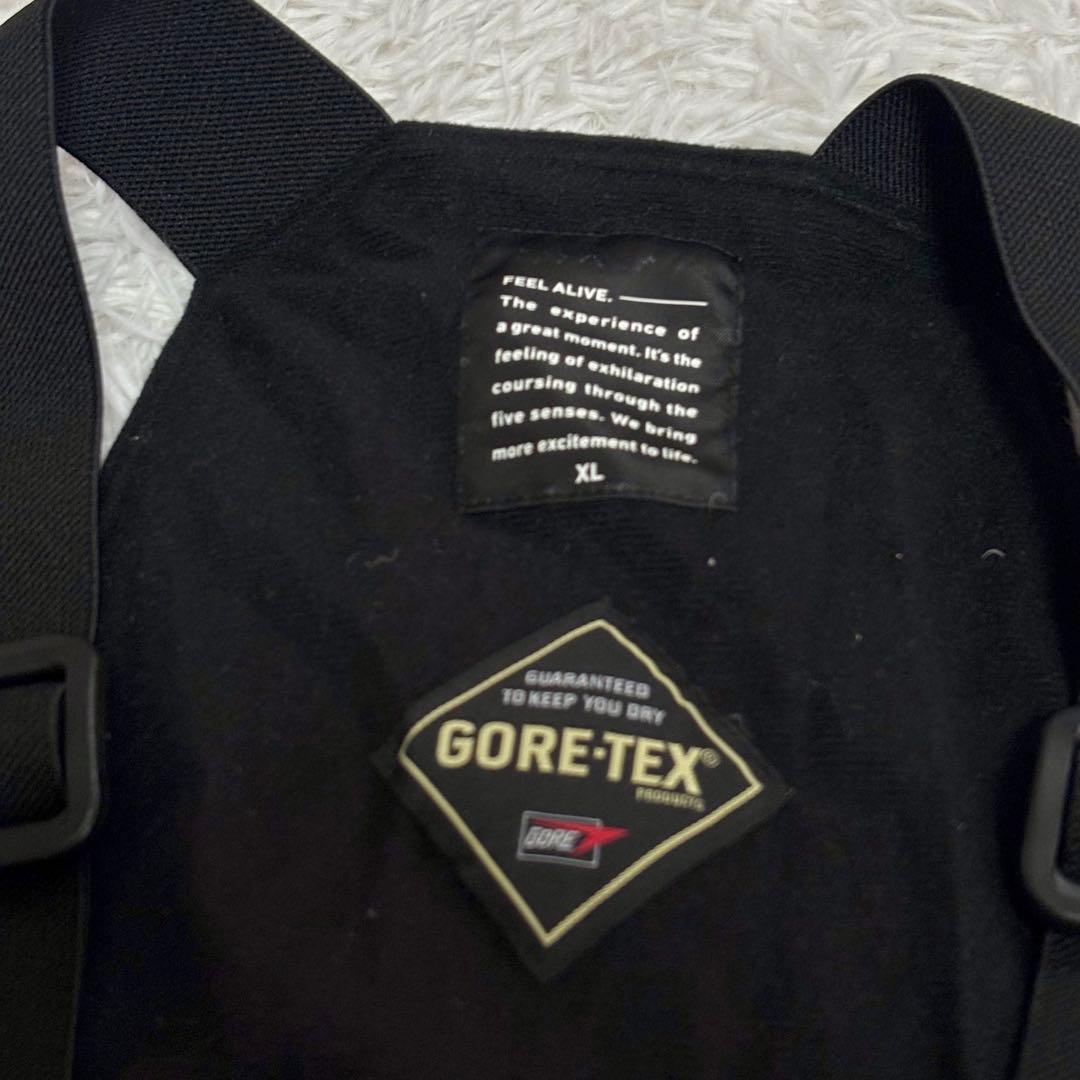 FEEL ALIVE.
The experience of
a great moment. It's the
feeling of exhilaration
coursing through the
five senses. We bring
more excitement to life.
XL
GUARANTEED
TO KEEP YOU DRY
GORE-TEX®
PRODUCTS
GORE